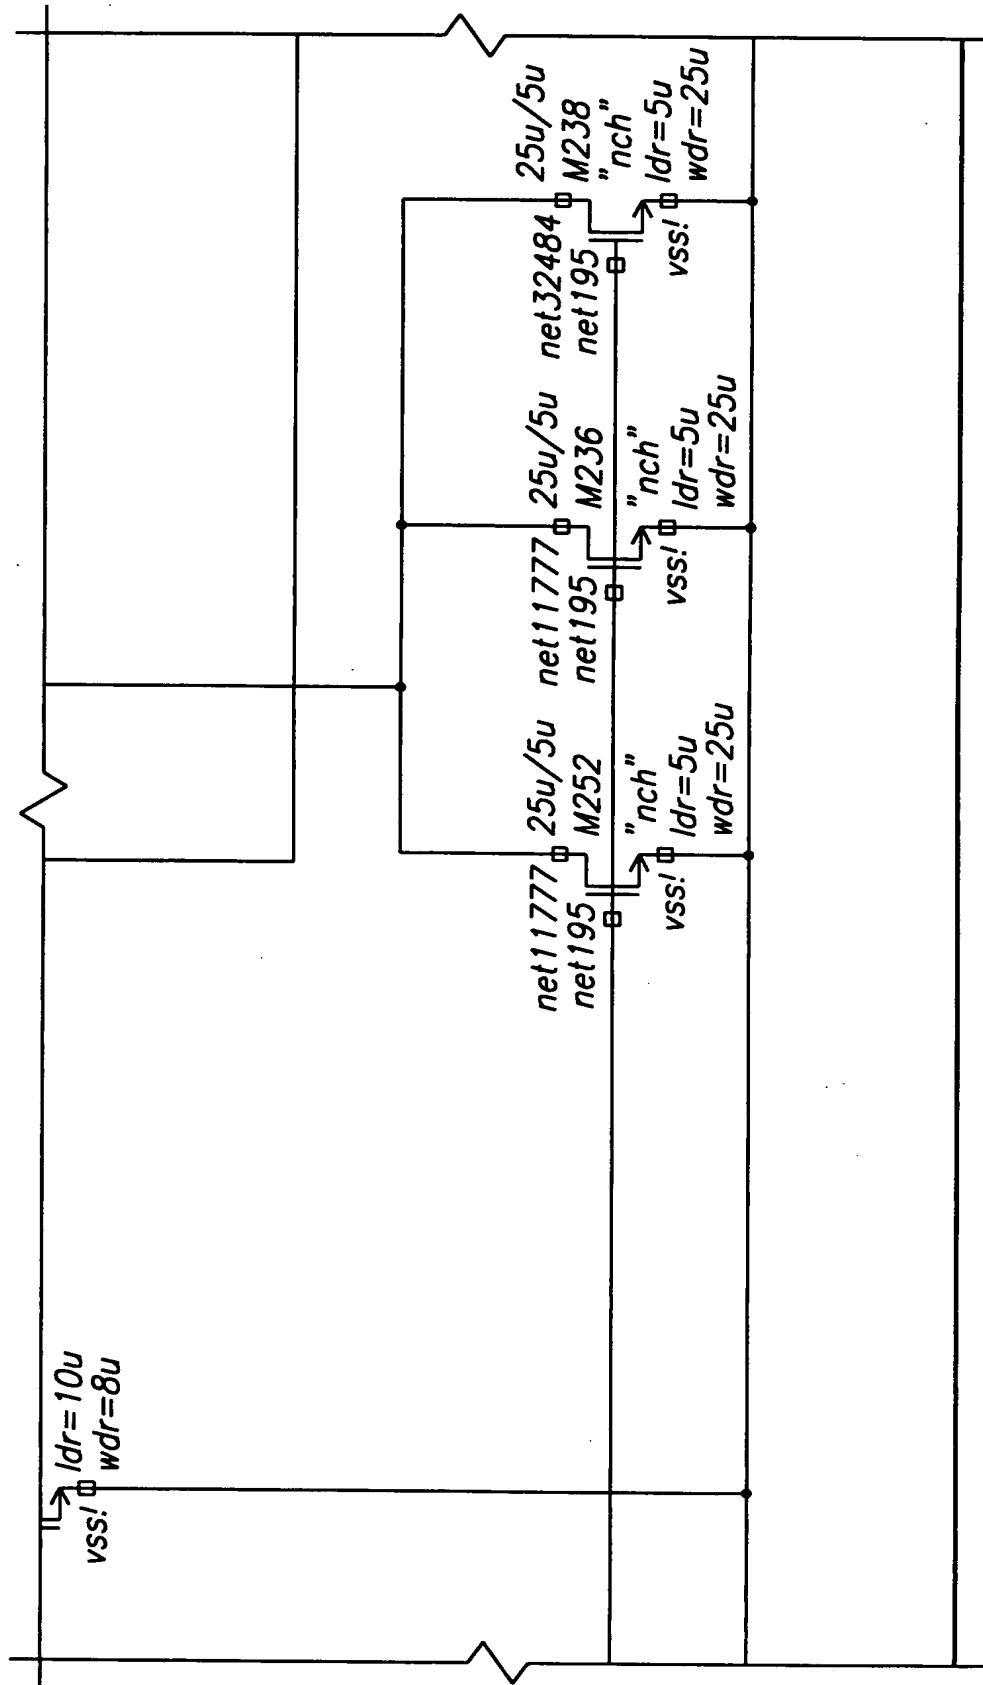 ldr=10u
wdr=8u
vss!
25u/5u
M252
"nch"
ldr=5u
wdr=25u
net11777
net195
vss!
25u/5u
M236
"nch"
ldr=5u
wdr=25u
net11777
net195
vss!
25u/5u
M238
"nch"
ldr=5u
wdr=25u
net32484
net195
vss!